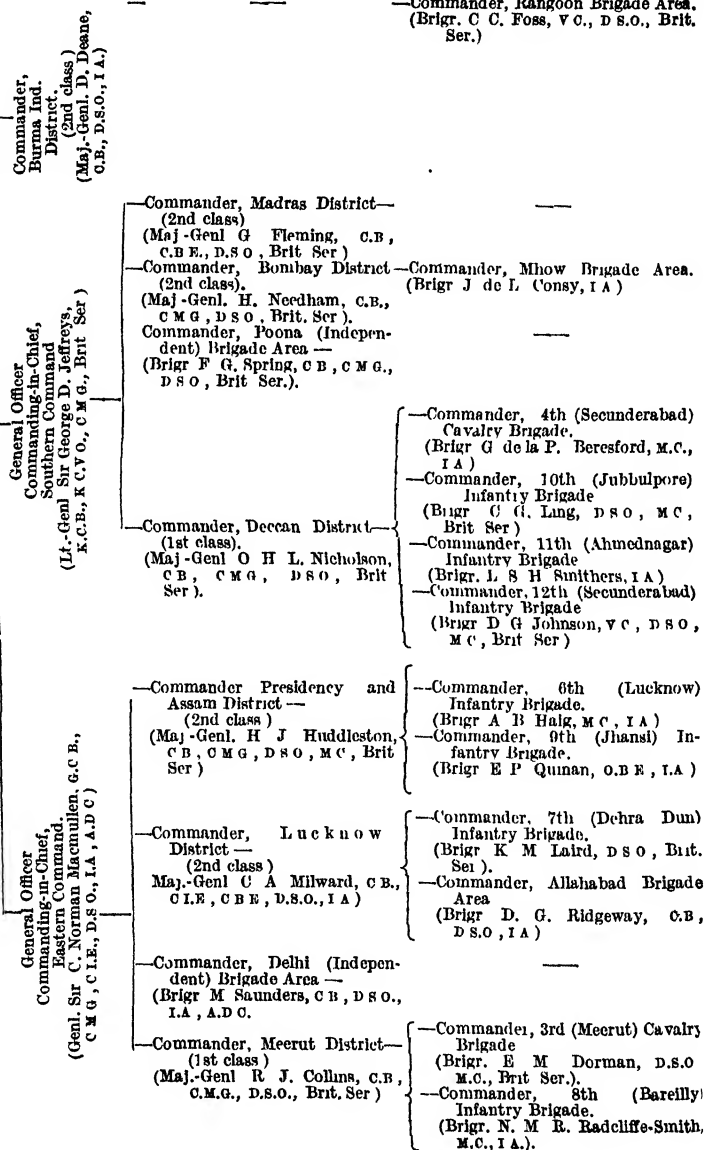 —Commander, Rangoon Brigade Area.
(Brigr. C C. Foss, V C., D S.O., Brit.
Ser.)
Commander,
Burma Ind.
District.
(2nd class)
(Maj.-Genl. D. Deane,
C.B., D.S.O., I A.)
General Officer
Commanding-in-Chief,
Southern Command
(Lt.-Genl Sir George D. Jeffreys,
K.C.B., K C.V O., C M G., Brit Ser)
—Commander, Madras District—
(2nd class)
(Maj-Genl G Fleming, C.B,
C.B E., D.S O, Brit Ser)
—Commander, Bombay District
(2nd class).
(Maj-Genl. H. Needham, C.B.,
C M G, D S O, Brit. Ser).
—Commander, Mhow Brigade Area.
(Brigr J de L Consy, I A)
Commander, Poona (Indepen-
dent) Brigade Area —
(Brigr F G. Spring, C B, C M G.,
D S O, Brit Ser.).
—Commander, Deccan District—
(1st class).
(Maj-Genl O H L. Nicholson,
C B, C M G, D S O, Brit
Ser).
—Commander, 4th (Secunderabad)
Cavalry Brigade.
(Brigr G de la P. Beresford, M.C.,
I A)
—Commander, 10th (Jubbulpore)
Infantry Brigade
(Brigr C G. Ling, D S O, M C,
Brit Ser)
—Commander, 11th (Ahmednagar)
Infantry Brigade
(Brigr. L S H Smithers, I A)
—Commander, 12th (Secunderabad)
Infantry Brigade
(Brigr D G Johnson, V C, D S O,
M C, Brit Ser)
General Officer
Commanding-in-Chief,
Eastern Command.
(Genl. Sir C. Norman Macmullen, G.C B.,
C M G, C I.E., D.S O., I.A, A.D C)
—Commander Presidency and
Assam District —
(2nd class)
(Maj-Genl. H J Huddleston,
C B, C M G, D S O, M C, Brit
Ser)
—Commander, 6th (Lucknow)
Infantry Brigade.
(Brigr A B Haig, M C, I A)
—Commander, 9th (Jhansi) In-
fantry Brigade.
(Brigr E P Quinan, O.B E, I.A)
—Commander, Lucknow
District —
(2nd class)
Maj.-Genl C A Milward, C B.,
C I.E, C B E, D.S.O., I A)
—Commander, 7th (Dehra Dun)
Infantry Brigade.
(Brigr K M Laird, D S O, Brit.
Ser).
—Commander, Allahabad Brigade
Area
(Brigr D. G. Ridgeway, C.B,
D S.O, I A)
—Commander, Delhi (Indepen-
dent) Brigade Area —
(Brigr M Saunders, C B, D S O.,
I.A, A.D C.
—Commander, Meerut District—
(1st class)
(Maj.-Genl R J. Collins, C.B,
C.M.G., D.S.O., Brit. Ser)
—Commander, 3rd (Meerut) Cavalry
Brigade
(Brigr. E M Dorman, D.S.O
M.C., Brit Ser.).
—Commander, 8th (Bareilly)
Infantry Brigade.
(Brigr. N. M R. Radcliffe-Smith,
M.C., I A.).